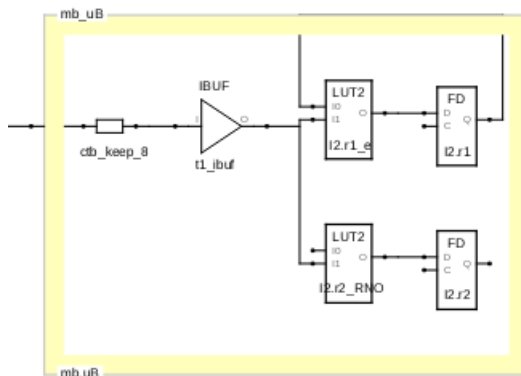 mb_uB
IBUF
I
O
ctb_keep_8
t1_ibuf
LUT2
I0
I1
O
I2.r1_e
FD
D
C
Q
I2.r1
LUT2
I0
I1
O
I2.r2_RNO
FD
D
C
Q
I2.r2
mb_uB